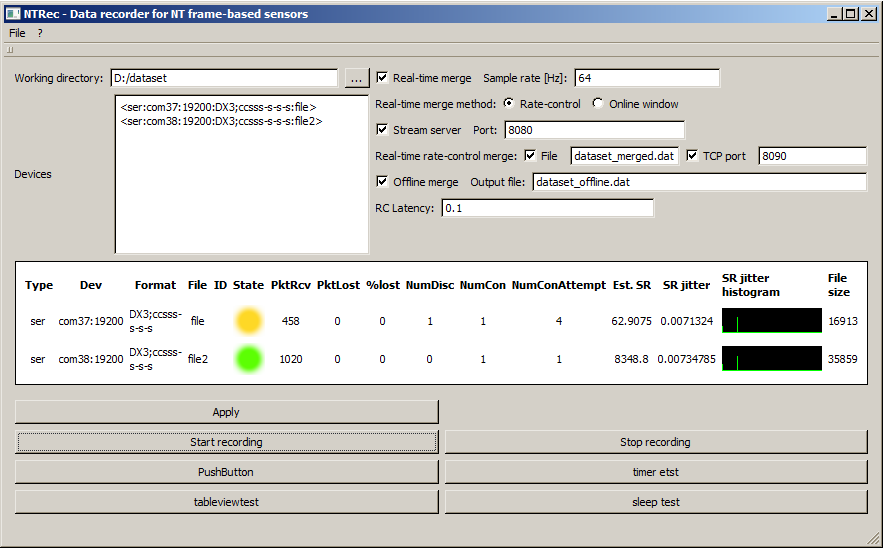 NTRec - Data recorder for NT frame-based sensors
File ?
Working directory: D:/dataset ... Real-time merge Sample rate [Hz]: 64
<ser:com37:19200:DX3;ccsss-s-s-s:file>
<ser:com38:19200:DX3;ccsss-s-s-s:file2>
Real-time merge method: Rate-control Online window
Stream server Port: 8080
Real-time rate-control merge: File dataset_merged.dat TCP port 8090
Devices
Offline merge Output file: dataset_offline.dat
RC Latency: 0.1
Type Dev Format File ID State PktRcv PktLost %lost NumDisc NumCon NumConAttempt Est. SR SR jitter SR jitter histogram File size
ser com37:19200 DX3;ccsss-s-s-s file 458 0 0 1 1 4 62.9075 0.0071324 16913
ser com38:19200 DX3;ccsss-s-s-s file2 1020 0 0 0 1 1 8348.8 0.00734785 35859
Apply
Start recording Stop recording
PushButton timer etst
tableviewtest sleep test